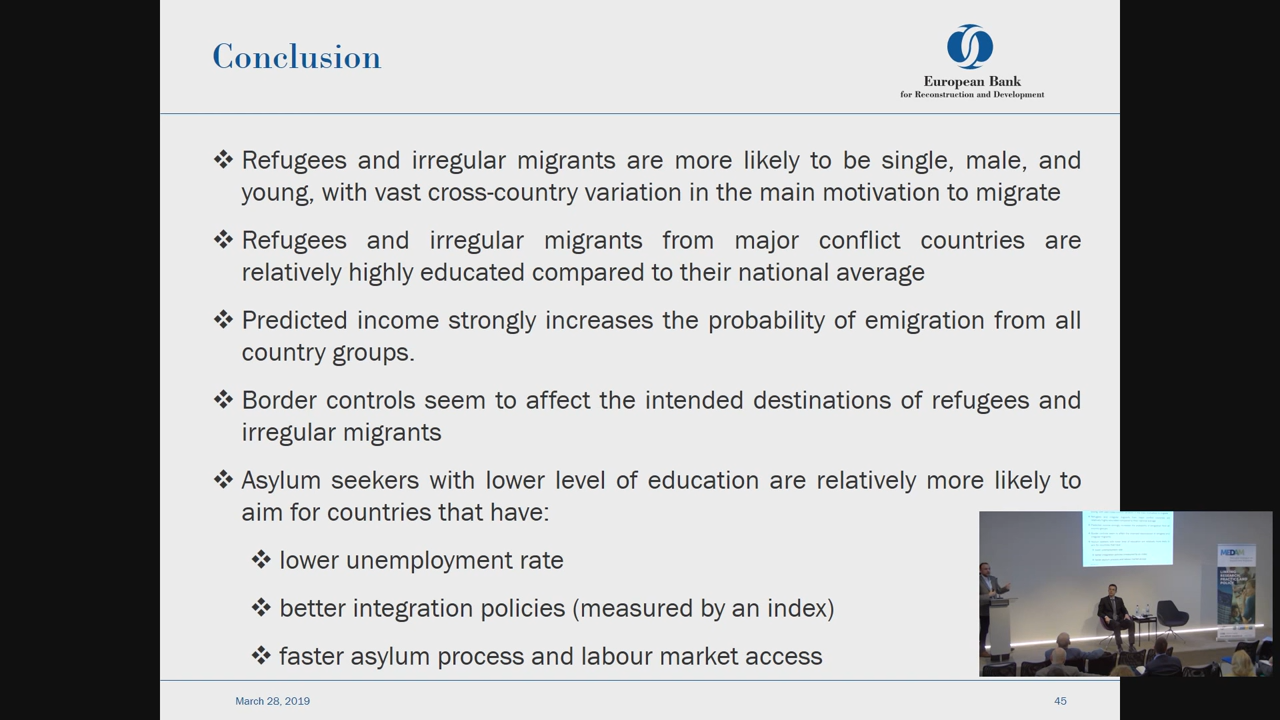 Conclusion
European Bank
for Reconstruction and Development
❖ Refugees and irregular migrants are more likely to be single, male, and
young, with vast cross-country variation in the main motivation to migrate
❖ Refugees and irregular migrants from major conflict countries are
relatively highly educated compared to their national average
❖ Predicted income strongly increases the probability of emigration from all
country groups.
❖ Border controls seem to affect the intended destinations of refugees and
irregular migrants
❖ Asylum seekers with lower level of education are relatively more likely to
aim for countries that have:
❖ lower unemployment rate
❖ better integration policies (measured by an index)
❖ faster asylum process and labour market access
March 28, 2019
45
MEDAM